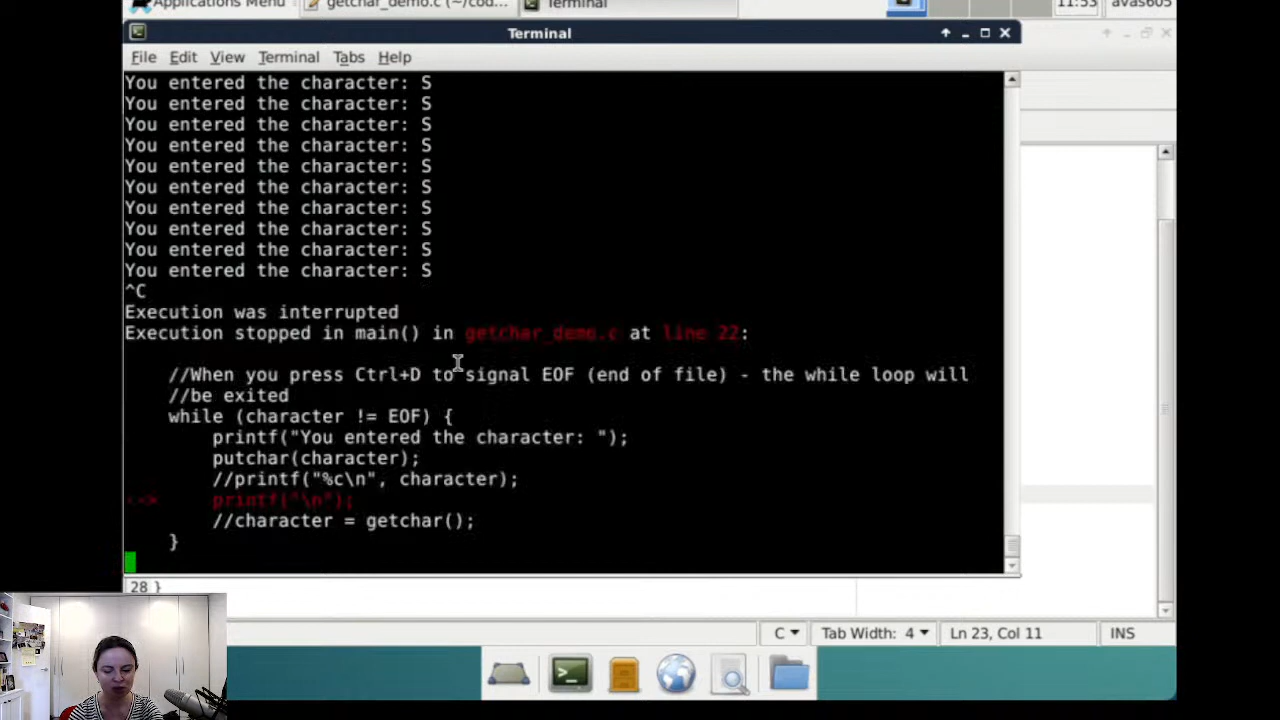 Applications Menu
getchar_demo.c (~/cod...
Terminal
11:53
avas605
Terminal
File Edit View Terminal Tabs Help
You entered the character: S
You entered the character: S
You entered the character: S
You entered the character: S
You entered the character: S
You entered the character: S
You entered the character: S
You entered the character: S
You entered the character: S
You entered the character: S
^C
Execution was interrupted
Execution stopped in main() in getchar_demo.c at line 22:
//When you press Ctrl+D to signal EOF (end of file) - the while loop will
//be exited
while (character != EOF) {
printf("You entered the character: ");
putchar(character);
//printf("%c\n", character);
--> printf("\n");
//character = getchar();
}
28 }
C Tab Width: 4 Ln 23, Col 11 INS